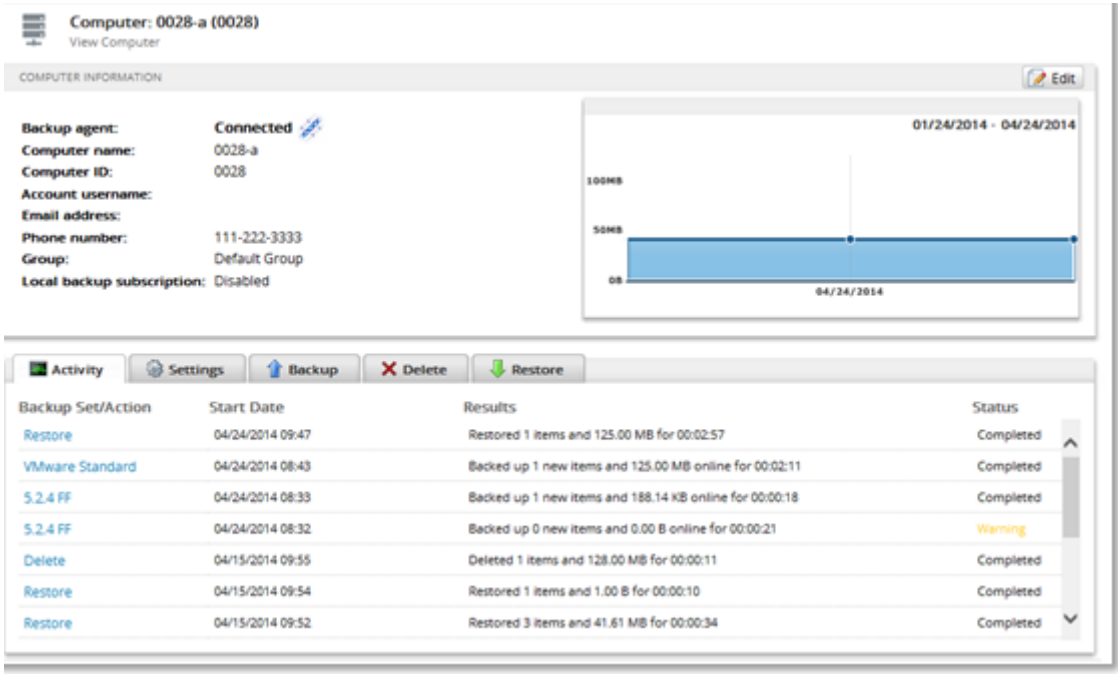 Computer: 0028-a (0028)
View Computer
COMPUTER INFORMATION
Edit
Backup agent: Connected
Computer name: 0028-a
Computer ID: 0028
Account username:
Email address:
Phone number: 111-222-3333
Group: Default Group
Local backup subscription: Disabled
01/24/2014 - 04/24/2014
100MB
50MB
0B
04/24/2014
Activity Settings Backup Delete Restore
Backup Set/Action Start Date Results Status
Restore 04/24/2014 09:47 Restored 1 items and 125.00 MB for 00:02:57 Completed
VMware Standard 04/24/2014 08:43 Backed up 1 new items and 125.00 MB online for 00:02:11 Completed
5.2.4 FF 04/24/2014 08:33 Backed up 1 new items and 188.14 KB online for 00:00:18 Completed
5.2.4 FF 04/24/2014 08:32 Backed up 0 new items and 0.00 B online for 00:00:21 Warning
Delete 04/15/2014 09:55 Deleted 1 items and 128.00 MB for 00:00:11 Completed
Restore 04/15/2014 09:54 Restored 1 items and 1.00 B for 00:00:10 Completed
Restore 04/15/2014 09:52 Restored 3 items and 41.61 MB for 00:00:34 Completed